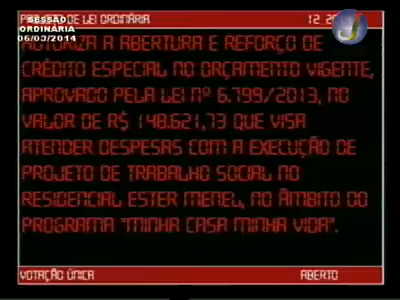 SESSÃO
ORDINÁRIA
06/03/2014
DE LEI ORDINÁRIA
AUTORIZA A ABERTURA E REFORÇO DE
CRÉDITO ESPECIAL NO ORÇAMENTO VIGENTE,
APROVADO PELA LEI Nº 6.799/2013, NO
VALOR DE R$ 148.621,73 QUE VISA
ATENDER DESPESAS COM A EXECUÇÃO DE
PROJETO DE TRABALHO SOCIAL NO
RESIDENCIAL ESTER MENEL, NO ÂMBITO DO
PROGRAMA "MINHA CASA MINHA VIDA".
VOTAÇÃO ÚNICA ABERTO